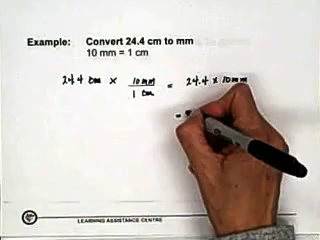 Example: Convert 24.4 cm to mm
10 mm = 1 cm
24.4 cm × 10 mm / 1 cm = 24.4 × 10 mm
=
LEARNING ASSISTANCE CENTRE